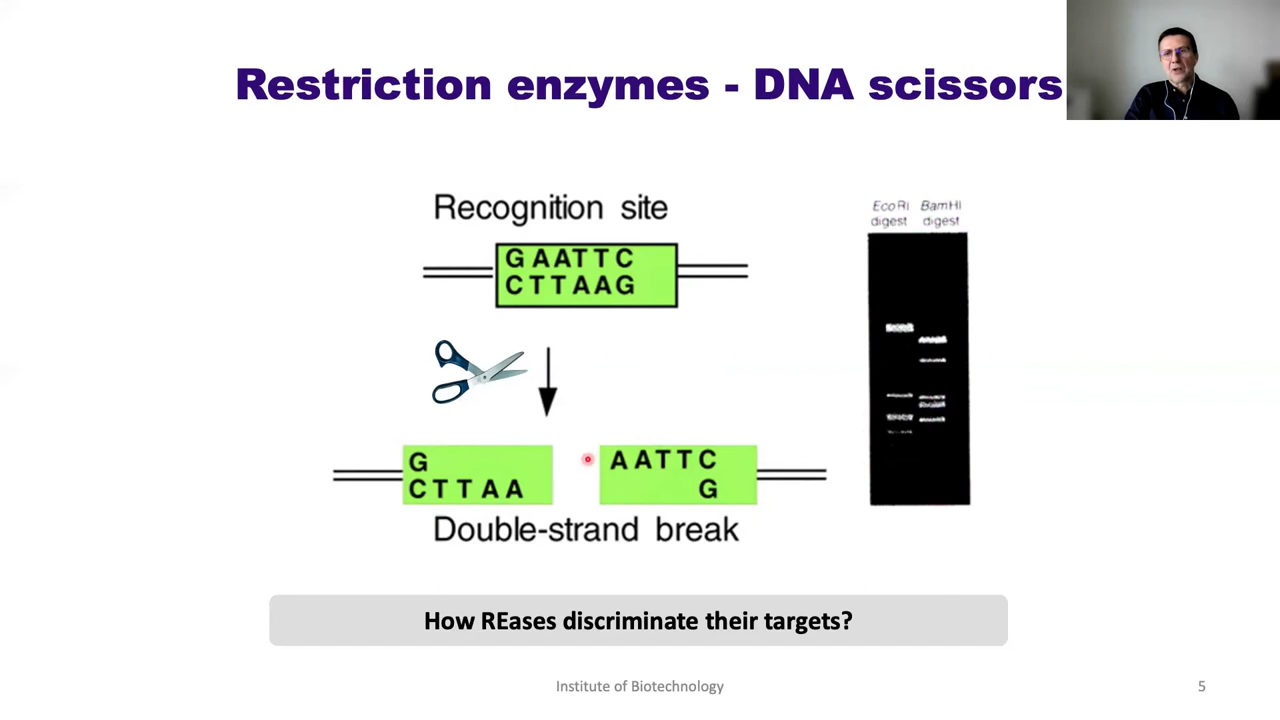 Restriction enzymes - DNA scissors
Recognition site
GAATTC
CTTAAG
EcoRI BamHI
digest digest
G
CTTAA
AATTC
G
Double-strand break
How REases discriminate their targets?
Institute of Biotechnology
5